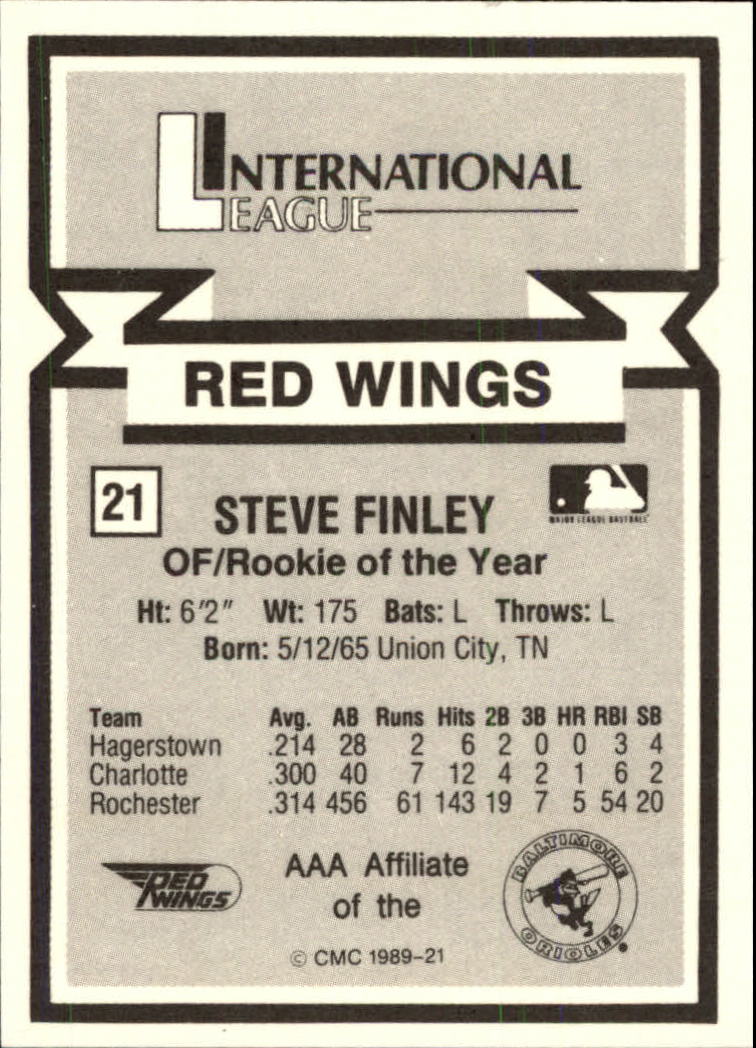 INTERNATIONAL
LEAGUE
RED WINGS
21
MAJOR LEAGUE BASEBALL
STEVE FINLEY
OF/Rookie of the Year
Ht: 6'2" Wt: 175 Bats: L Throws: L
Born: 5/12/65 Union City, TN
Team Avg. AB Runs Hits 2B 3B HR RBI SB
Hagerstown .214 28 2 6 2 0 0 3 4
Charlotte .300 40 7 12 4 2 1 6 2
Rochester .314 456 61 143 19 7 5 54 20
RED
WINGS
AAA Affiliate
of the
BALTIMORE
ORIOLES
© CMC 1989-21